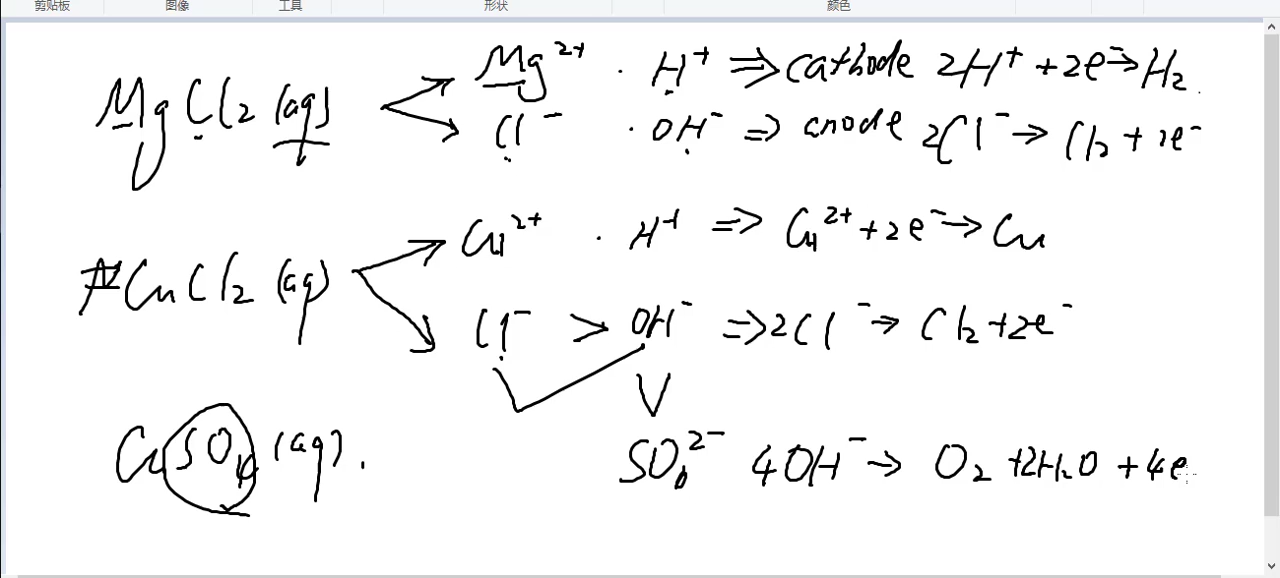 剪贴板 图像 工具 形状 颜色
MgCl2 (aq) Mg2+ · H+ ⇒ cathode 2H+ + 2e- → H2
Cl- · OH- ⇒ anode 2Cl- → Cl2 + 2e-
CuCl2 (aq) Cu2+ · H+ ⇒ Cu2+ + 2e- → Cu
Cl- > OH- ⇒ 2Cl- → Cl2 + 2e-
V
CuSO4 (aq). SO42- 4OH- → O2 + 2H2O + 4e